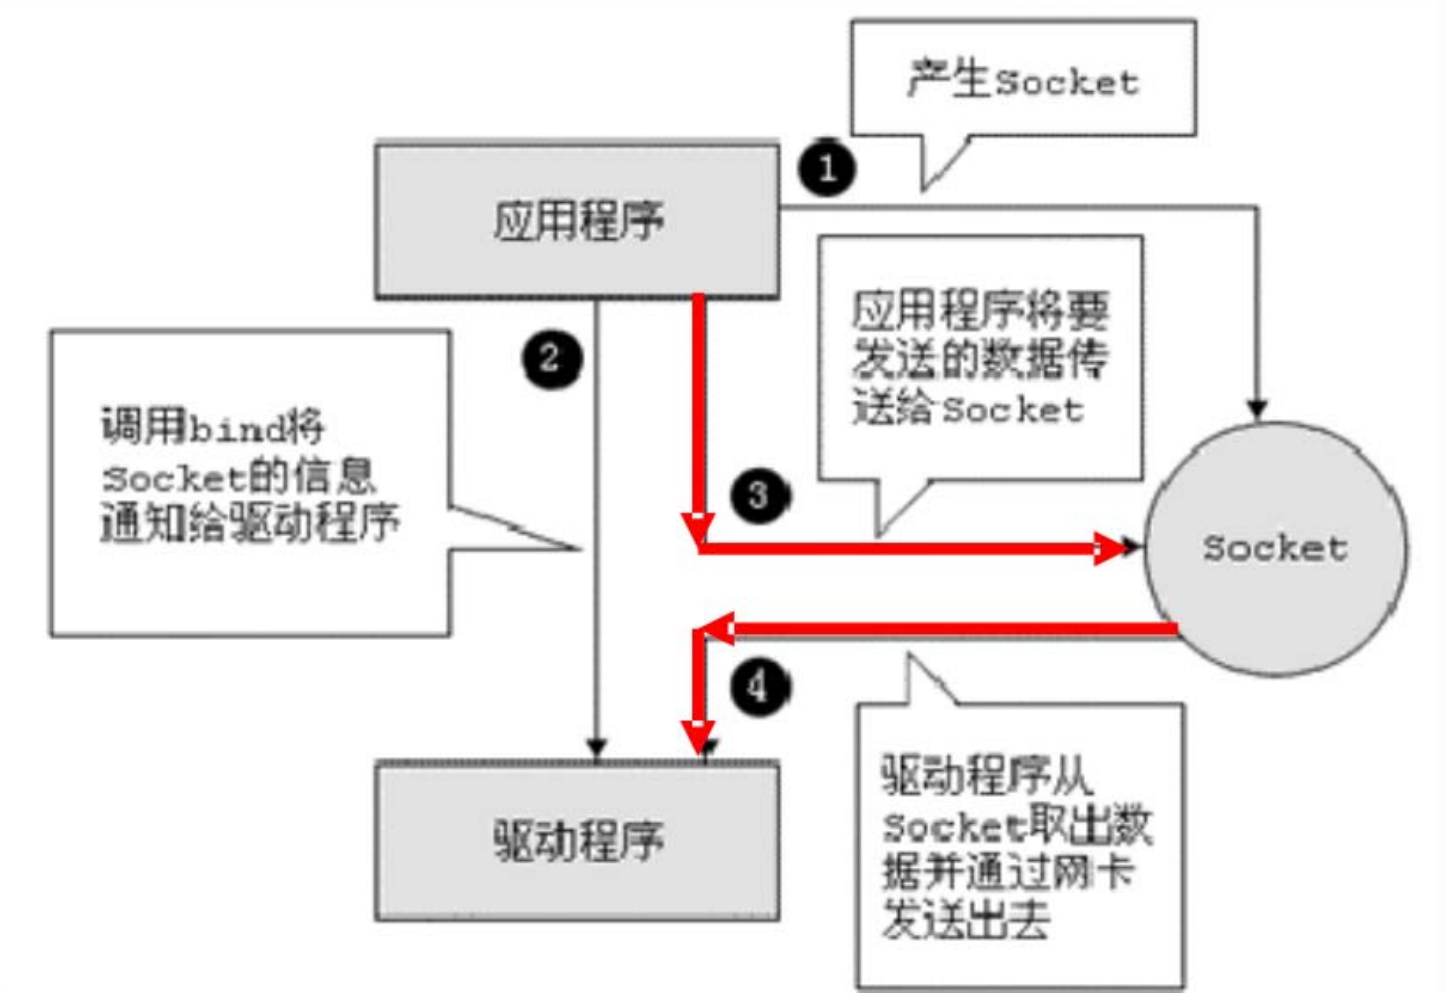 产生Socket
1
应用程序
应用程序将要
发送的数据传
送给Socket
2
调用bind将
Socket的信息
通知给驱动程序
3
Socket
4
驱动程序从
Socket取出数
据并通过网卡
发送出去
驱动程序